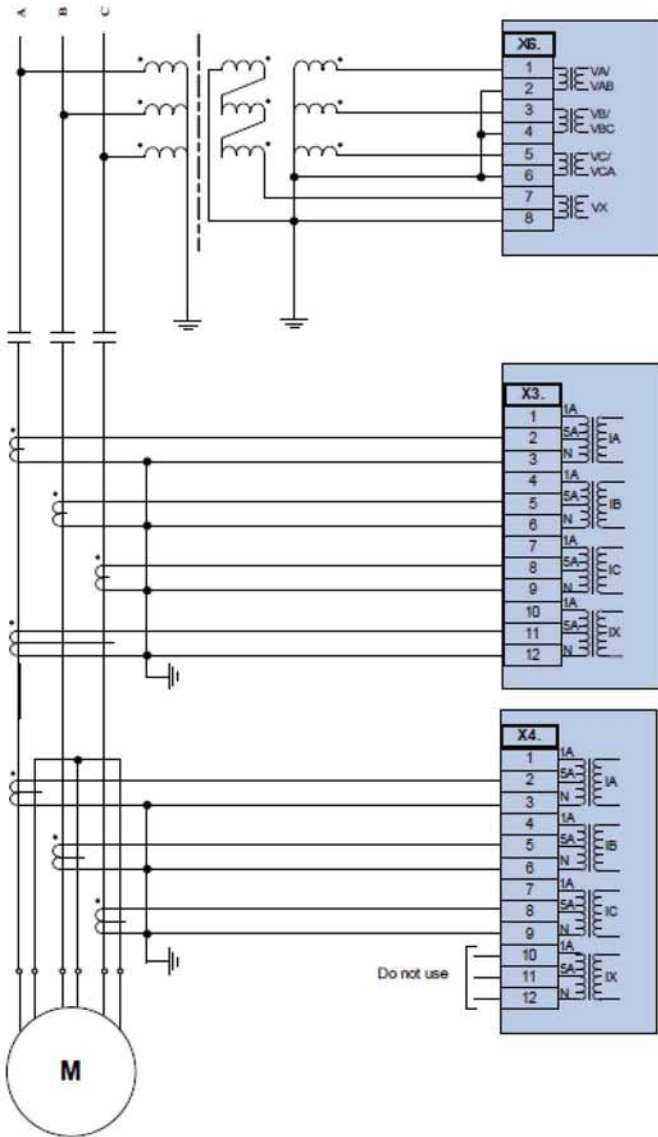 A B C
X6.
1 VA/
2 VAB
3 VB/
4 VBC
5 VC/
6 VCA
7 VX
8
X3.
1 1A
2 5A IA
3 N
4 1A
5 5A IB
6 N
7 1A
8 5A IC
9 N
10 1A
11 5A IX
12 N
X4.
1 1A
2 5A IA
3 N
4 1A
5 5A IB
6 N
7 1A
8 5A IC
9 N
10 1A
Do not use 11 5A IX
12 N
M